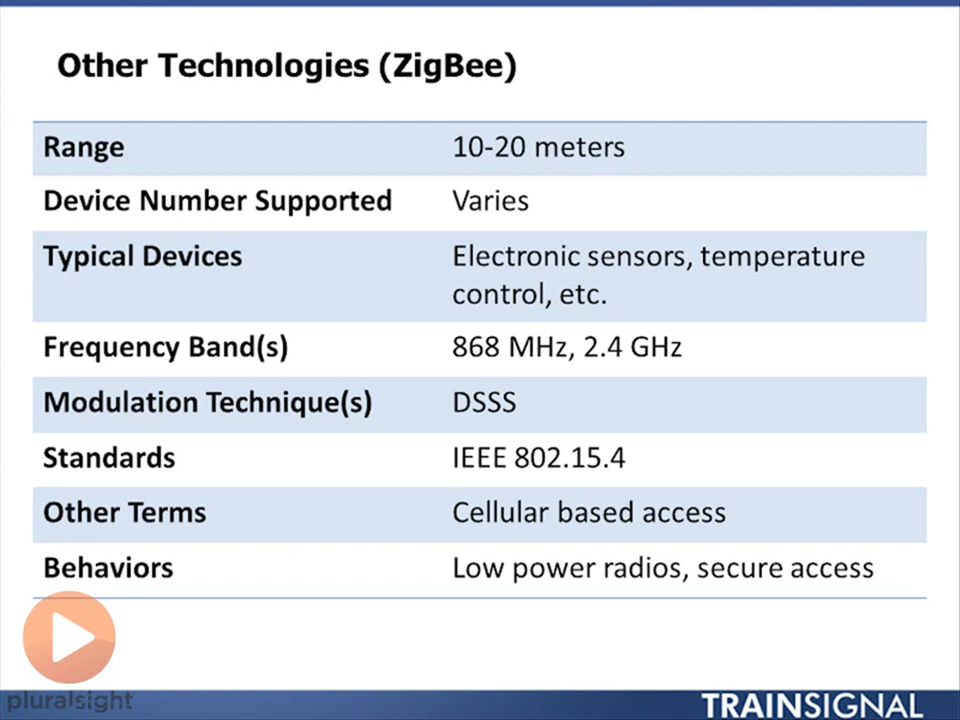 Other Technologies (ZigBee)
Range 10-20 meters
Device Number Supported Varies
Typical Devices Electronic sensors, temperature
control, etc.
Frequency Band(s) 868 MHz, 2.4 GHz
Modulation Technique(s) DSSS
Standards IEEE 802.15.4
Other Terms Cellular based access
Behaviors Low power radios, secure access
pluralsight
TRAINSIGNAL